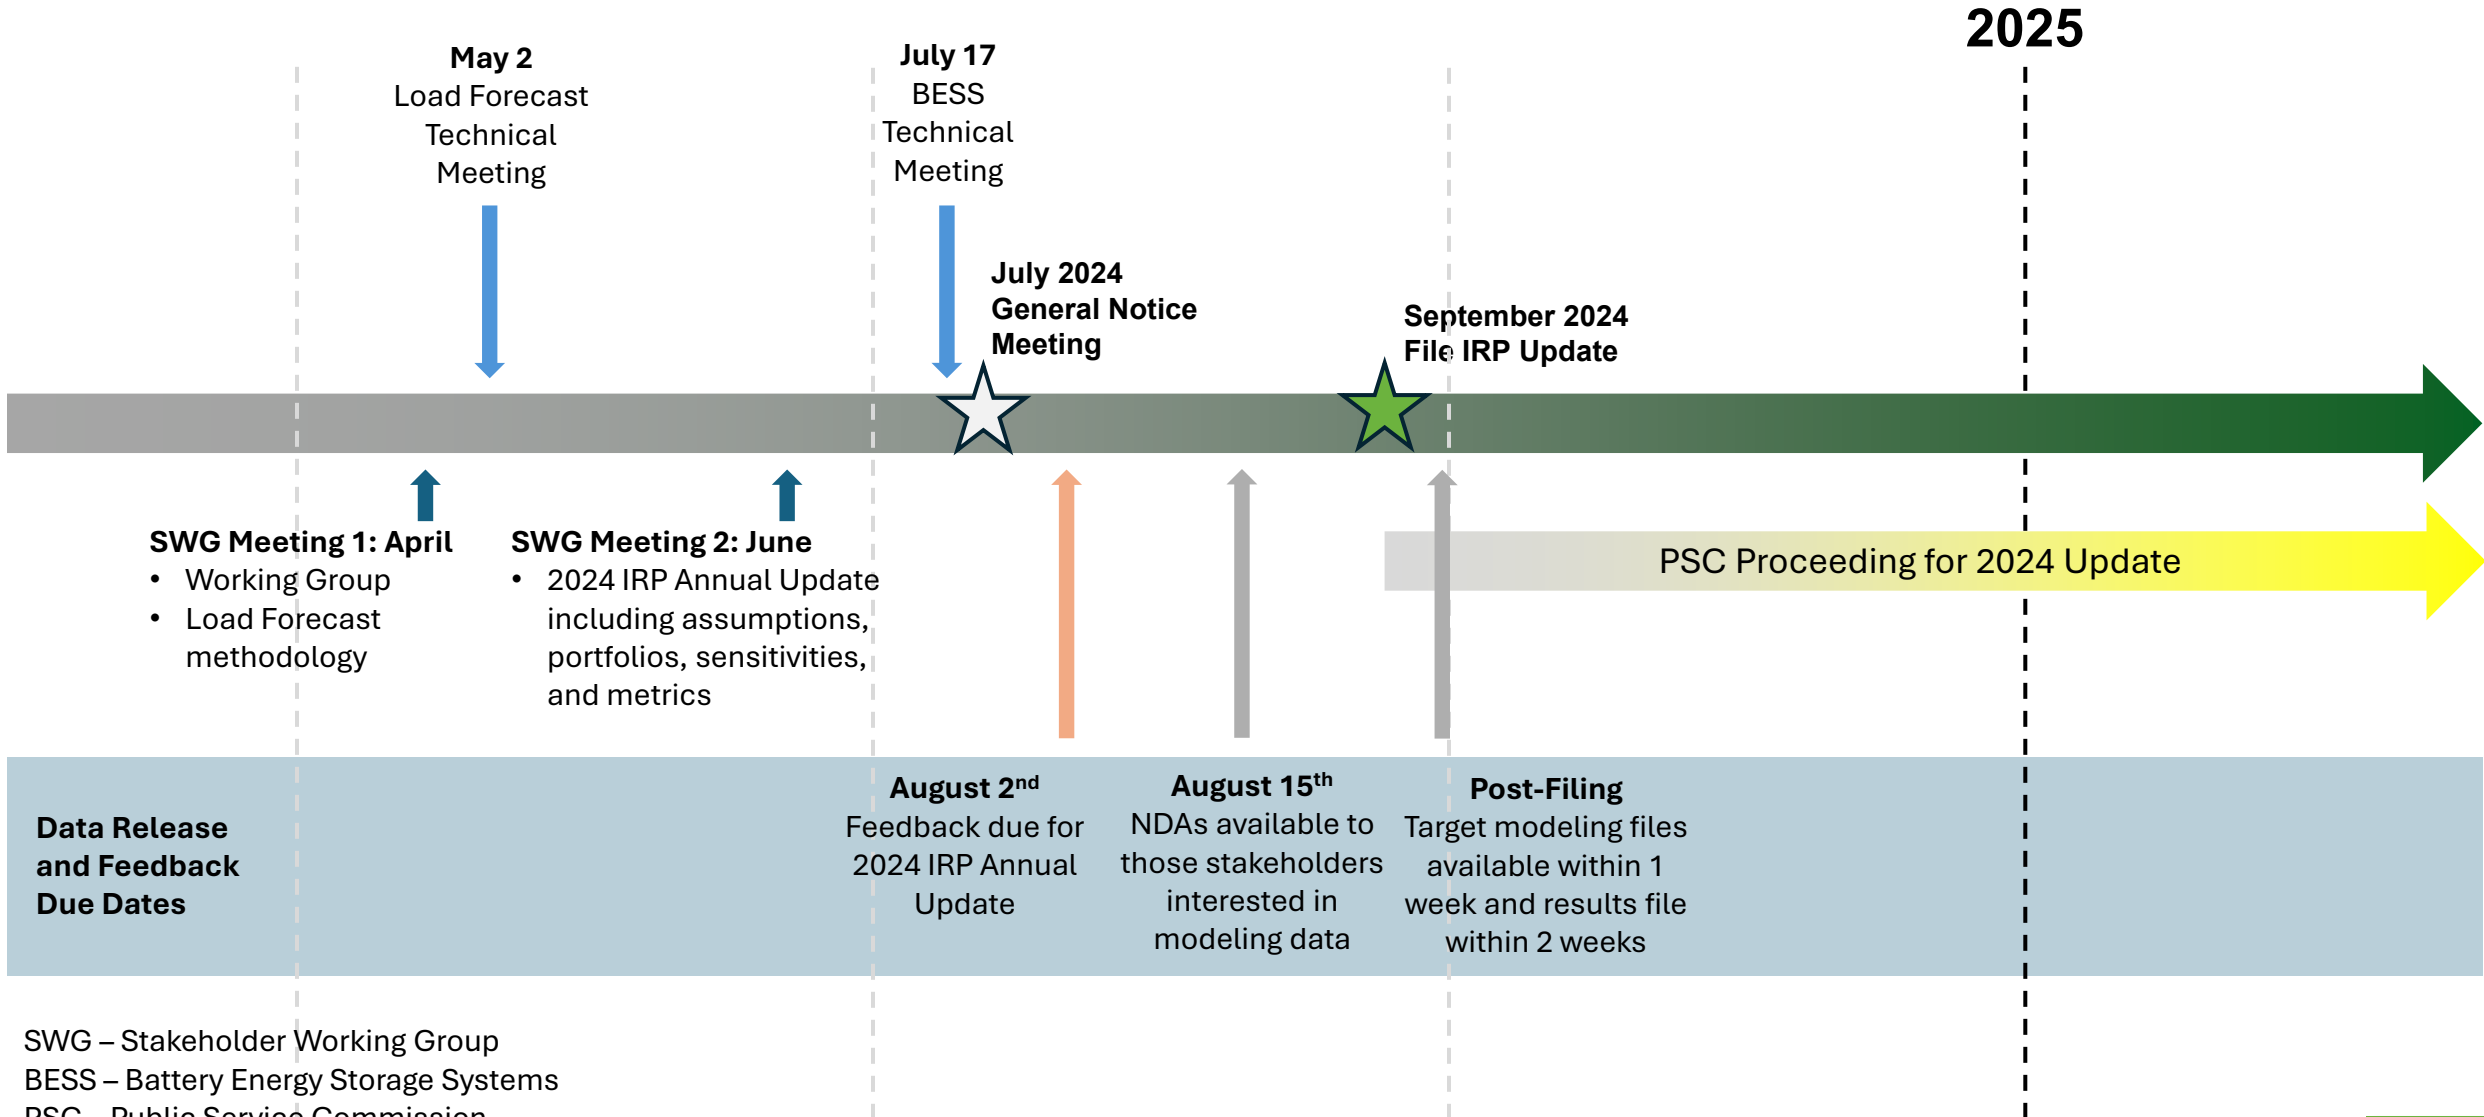 2025
May 2
Load Forecast
Technical
Meeting
July 17
BESS
Technical
Meeting
July 2024
General Notice
Meeting
September 2024
File IRP Update
SWG Meeting 1: April
• Working Group
• Load Forecast
methodology
SWG Meeting 2: June
• 2024 IRP Annual Update
including assumptions,
portfolios, sensitivities,
and metrics
PSC Proceeding for 2024 Update
Data Release
and Feedback
Due Dates
August 2nd
Feedback due for
2024 IRP Annual
Update
August 15th
NDAs available to
those stakeholders
interested in
modeling data
Post-Filing
Target modeling files
available within 1
week and results file
within 2 weeks
SWG – Stakeholder Working Group
BESS – Battery Energy Storage Systems
PSC – Public Service Commission